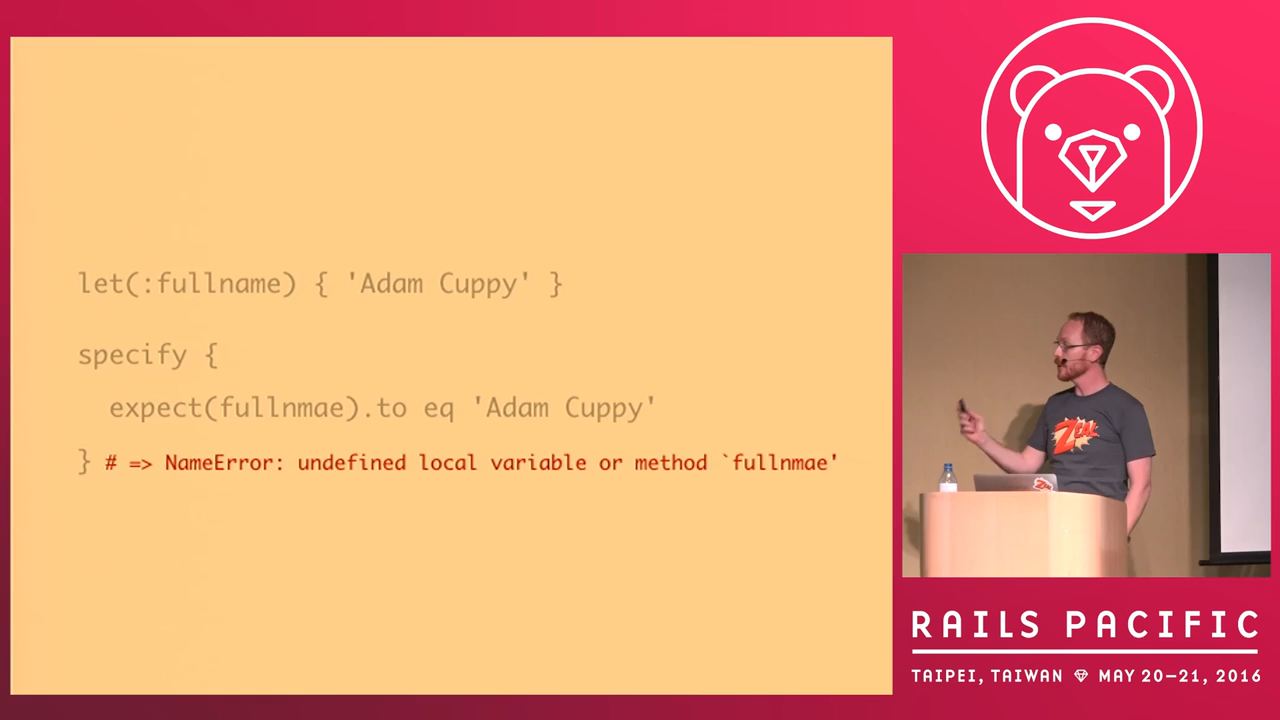 let(:fullname) { 'Adam Cuppy' }
specify {
expect(fullnmae).to eq 'Adam Cuppy'
} # => NameError: undefined local variable or method `fullnmae'
ZEAL
RAILS PACIFIC
TAIPEI, TAIWAN MAY 20–21, 2016